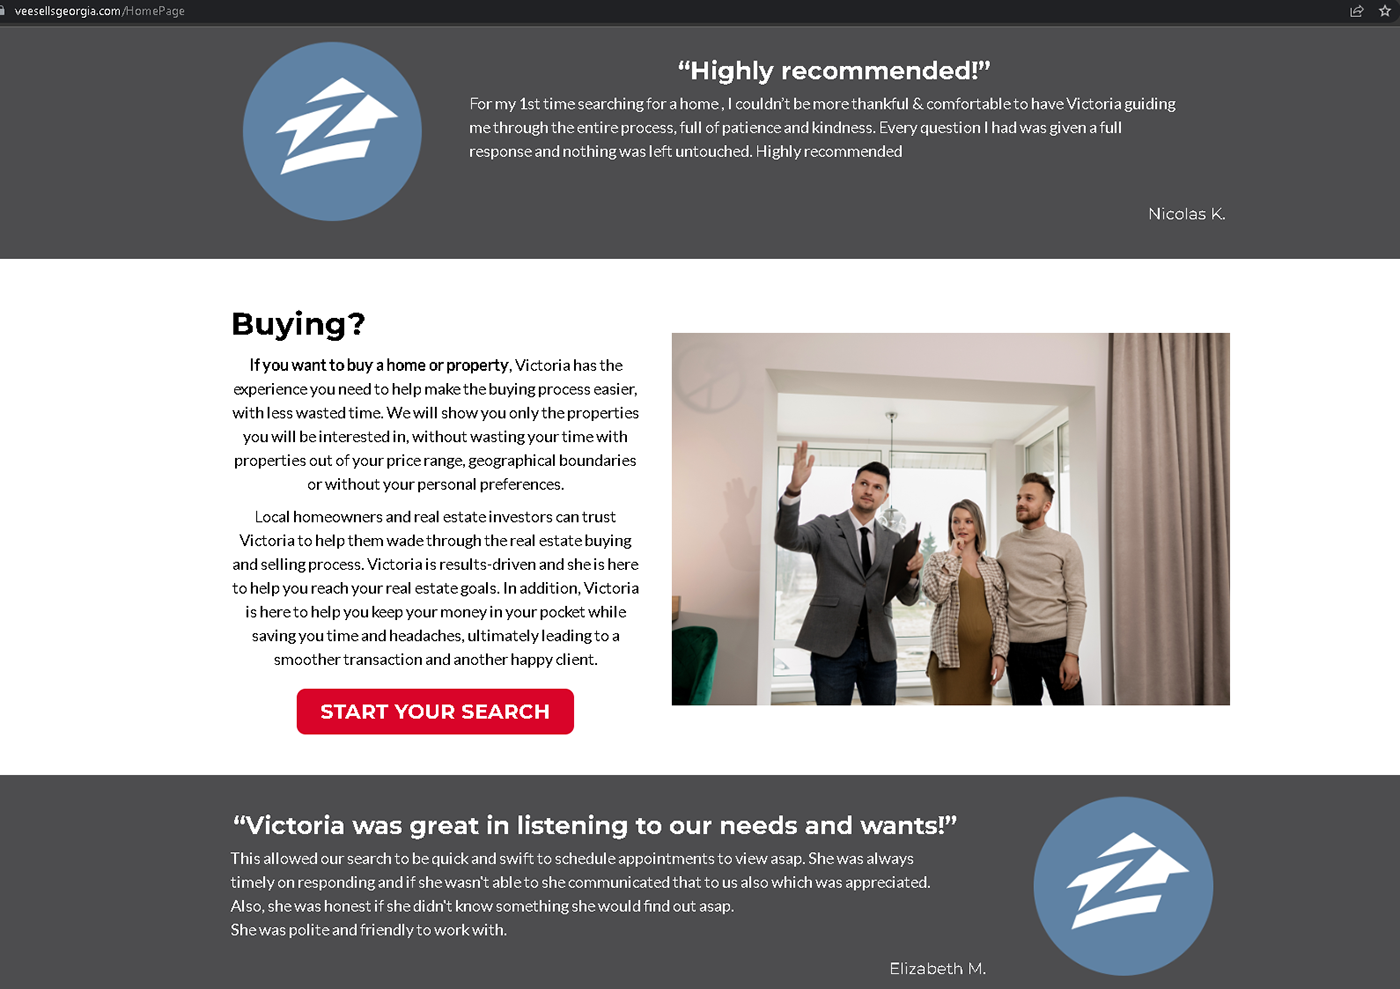 veesellsgeorgia.com/HomePage
“Highly recommended!”
For my 1st time searching for a home , I couldn’t be more thankful & comfortable to have Victoria guiding
me through the entire process, full of patience and kindness. Every question I had was given a full
response and nothing was left untouched. Highly recommended
Nicolas K.
Buying?
If you want to buy a home or property, Victoria has the
experience you need to help make the buying process easier,
with less wasted time. We will show you only the properties
you will be interested in, without wasting your time with
properties out of your price range, geographical boundaries
or without your personal preferences.
Local homeowners and real estate investors can trust
Victoria to help them wade through the real estate buying
and selling process. Victoria is results-driven and she is here
to help you reach your real estate goals. In addition, Victoria
is here to help you keep your money in your pocket while
saving you time and headaches, ultimately leading to a
smoother transaction and another happy client.
START YOUR SEARCH
“Victoria was great in listening to our needs and wants!”
This allowed our search to be quick and swift to schedule appointments to view asap. She was always
timely on responding and if she wasn't able to she communicated that to us also which was appreciated.
Also, she was honest if she didn't know something she would find out asap.
She was polite and friendly to work with.
Elizabeth M.